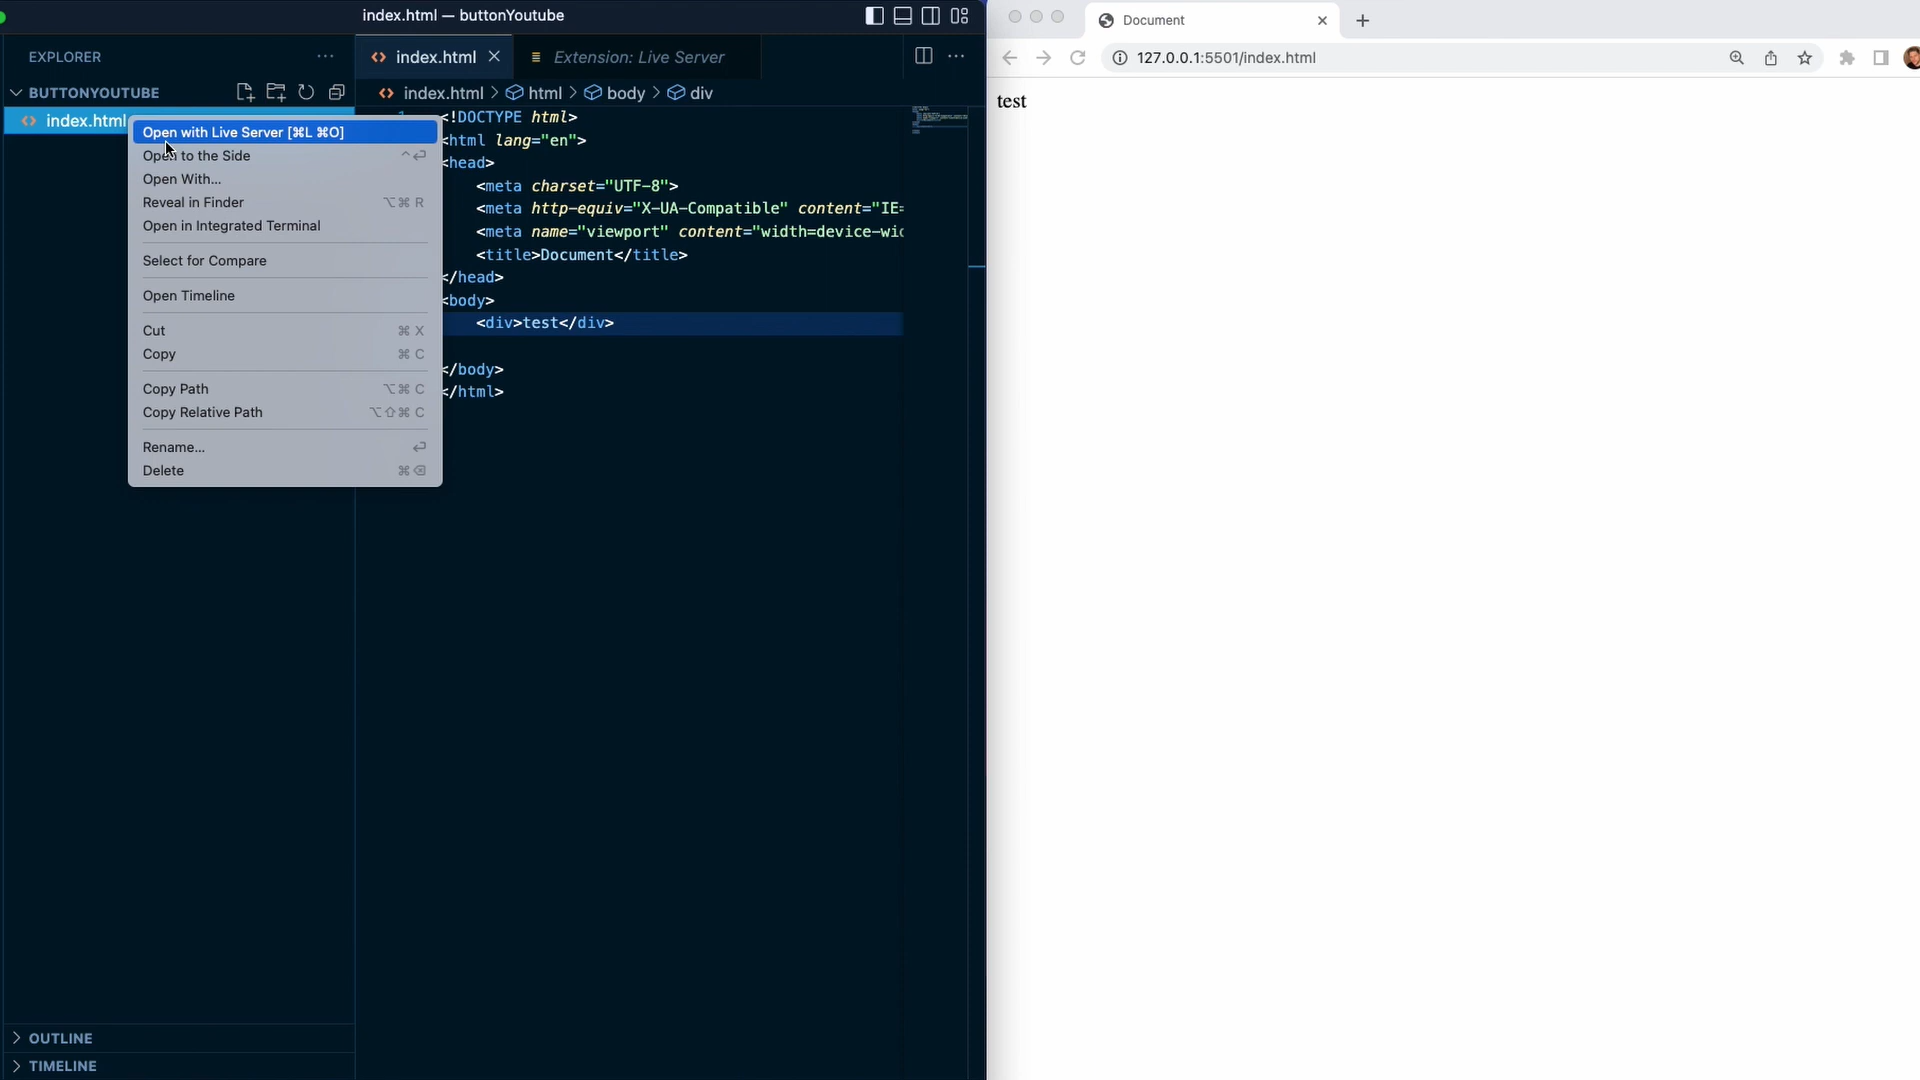 index.html — buttonYoutube
EXPLORER
BUTTONYOUTUBE
index.html
Open with Live Server [⌘L ⌘O]
Open to the Side ⌃⏎
Open With...
Reveal in Finder ⌥⌘ R
Open in Integrated Terminal
Select for Compare
Open Timeline
Cut ⌘ X
Copy ⌘ C
Copy Path ⌥⌘ C
Copy Relative Path ⌥⇧⌘ C
Rename... ⏎
Delete ⌘⌫
OUTLINE
TIMELINE
index.html
Extension: Live Server
index.html > html > body > div
1 <!DOCTYPE html>
<html lang="en">
<head>
<meta charset="UTF-8">
<meta http-equiv="X-UA-Compatible" content="IE=
<meta name="viewport" content="width=device-wid
<title>Document</title>
</head>
<body>
<div>test</div>
</body>
</html>
Document
127.0.0.1:5501/index.html
test